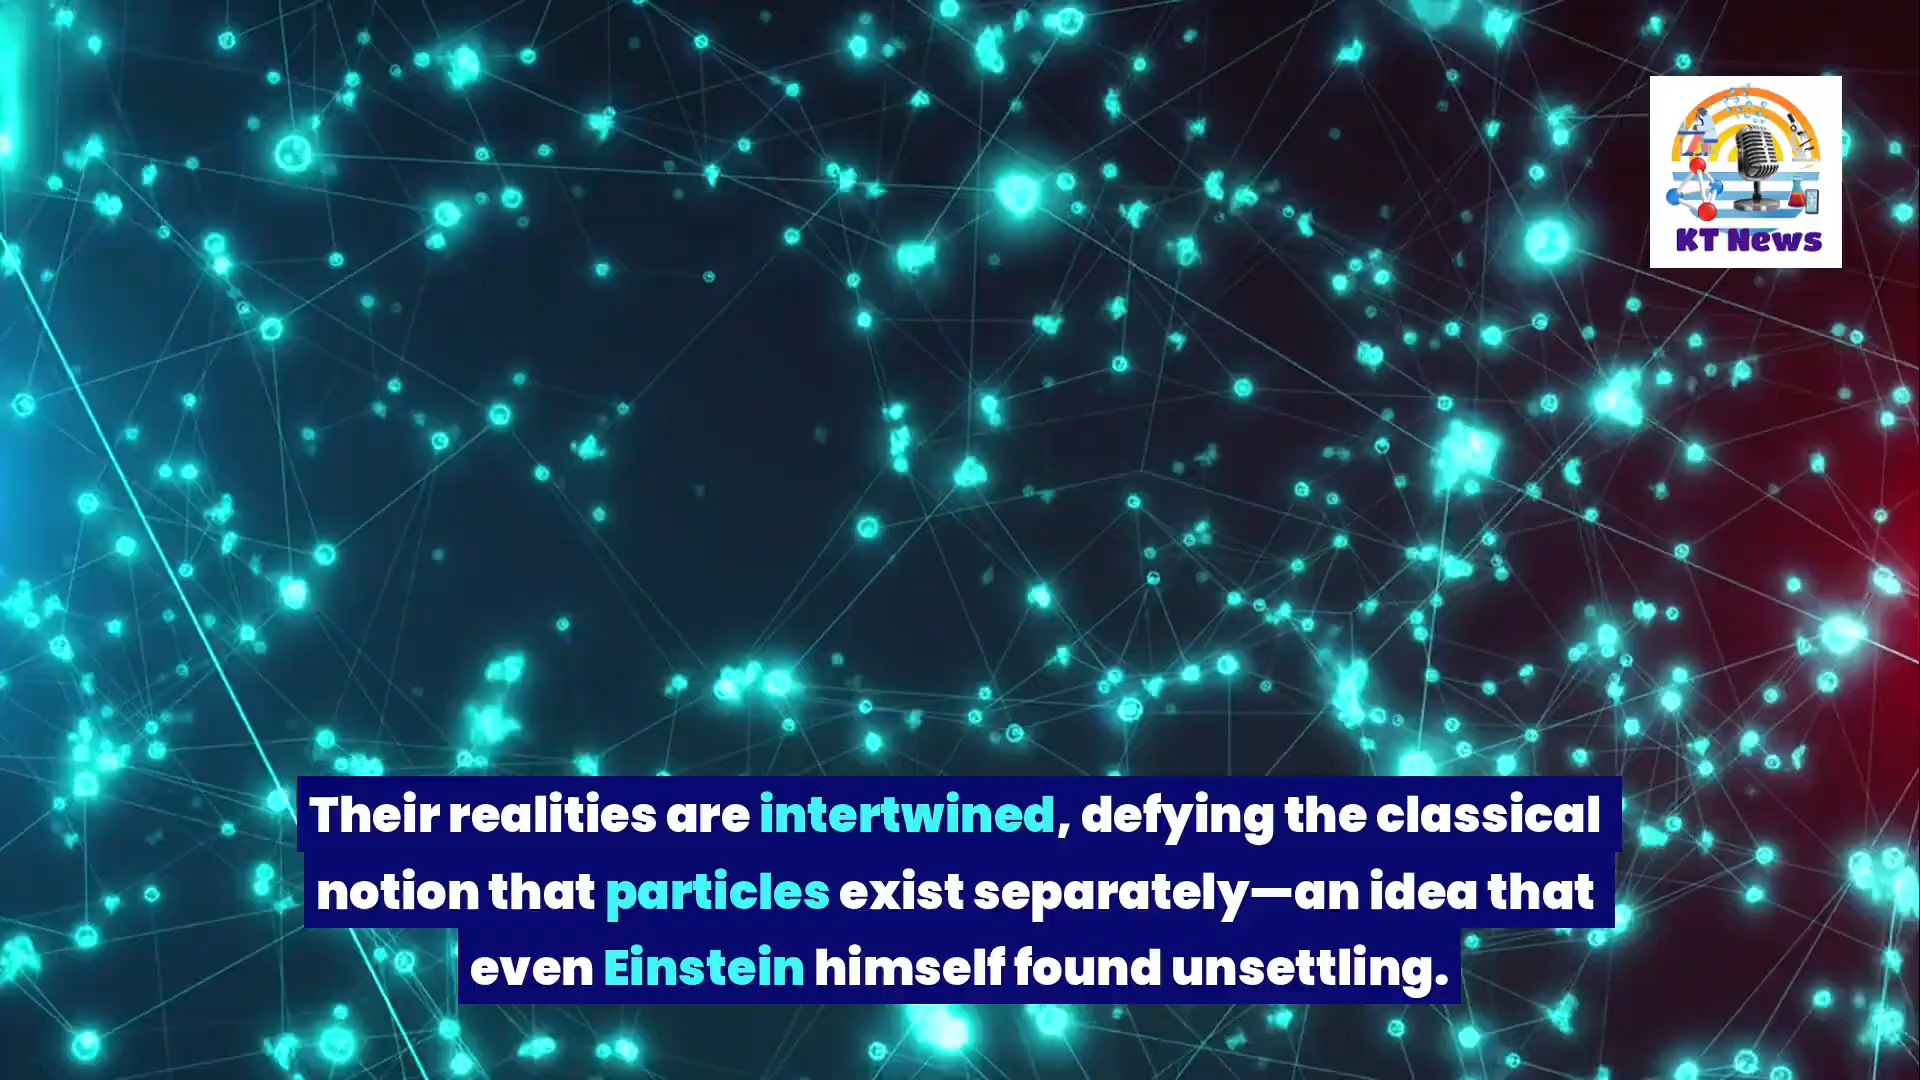 KT News
Their realities are intertwined, defying the classical
notion that particles exist separately—an idea that
even Einstein himself found unsettling.